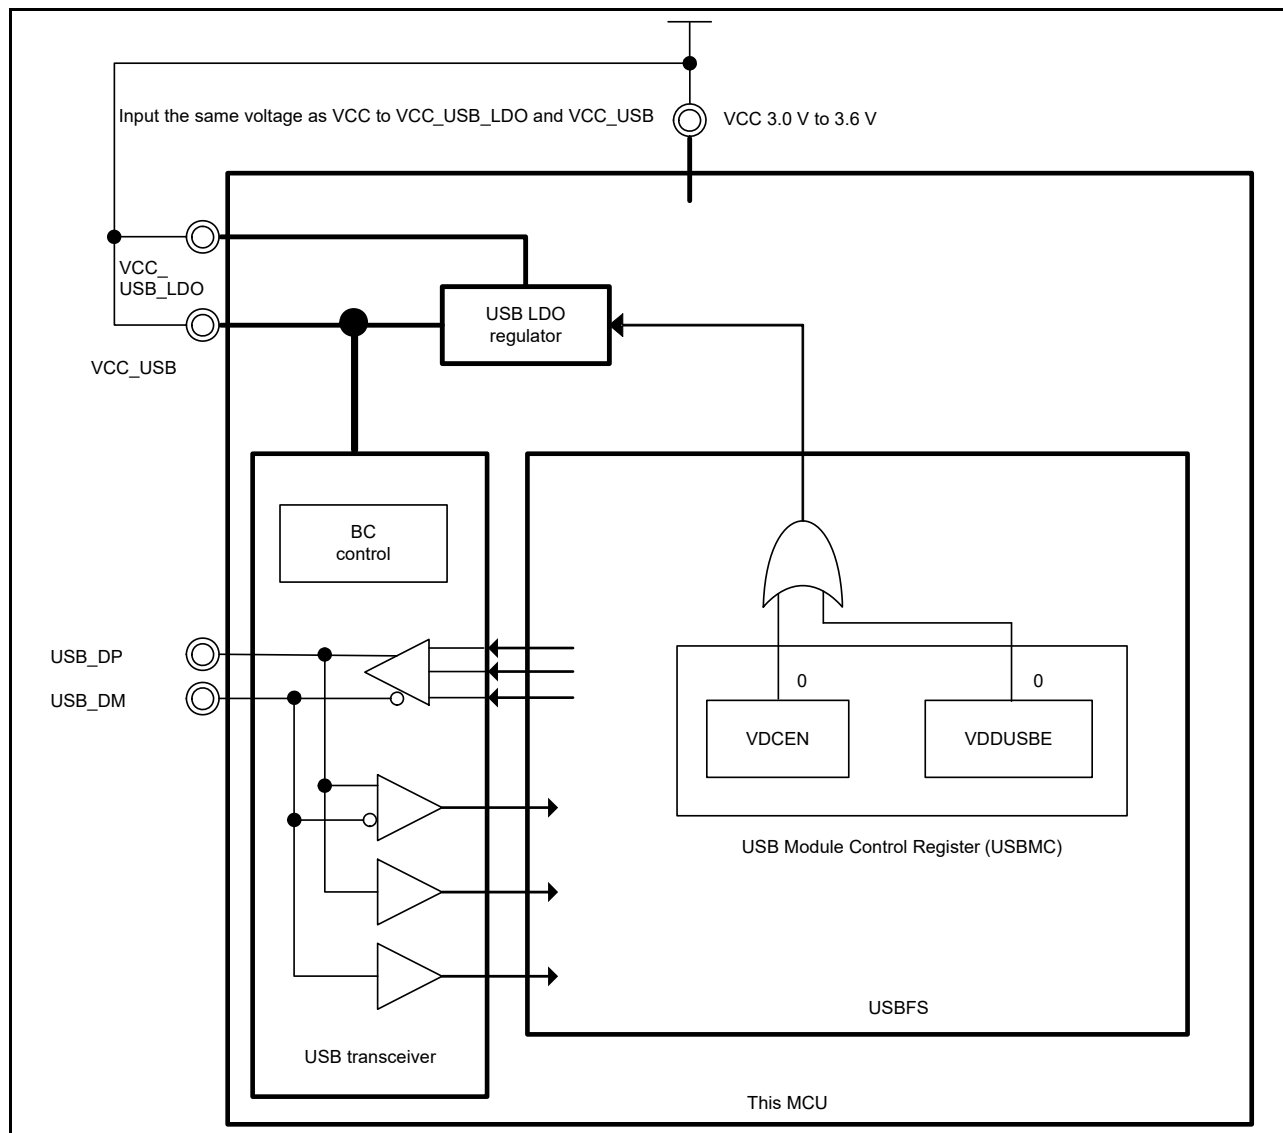 Input the same voltage as VCC to VCC_USB_LDO and VCC_USB
VCC 3.0 V to 3.6 V
VCC_
USB_LDO
USB LDO
regulator
VCC_USB
BC
control
USB_DP
USB_DM
0
0
VDCEN
VDDUSBE
USB Module Control Register (USBMC)
USBFS
USB transceiver
This MCU